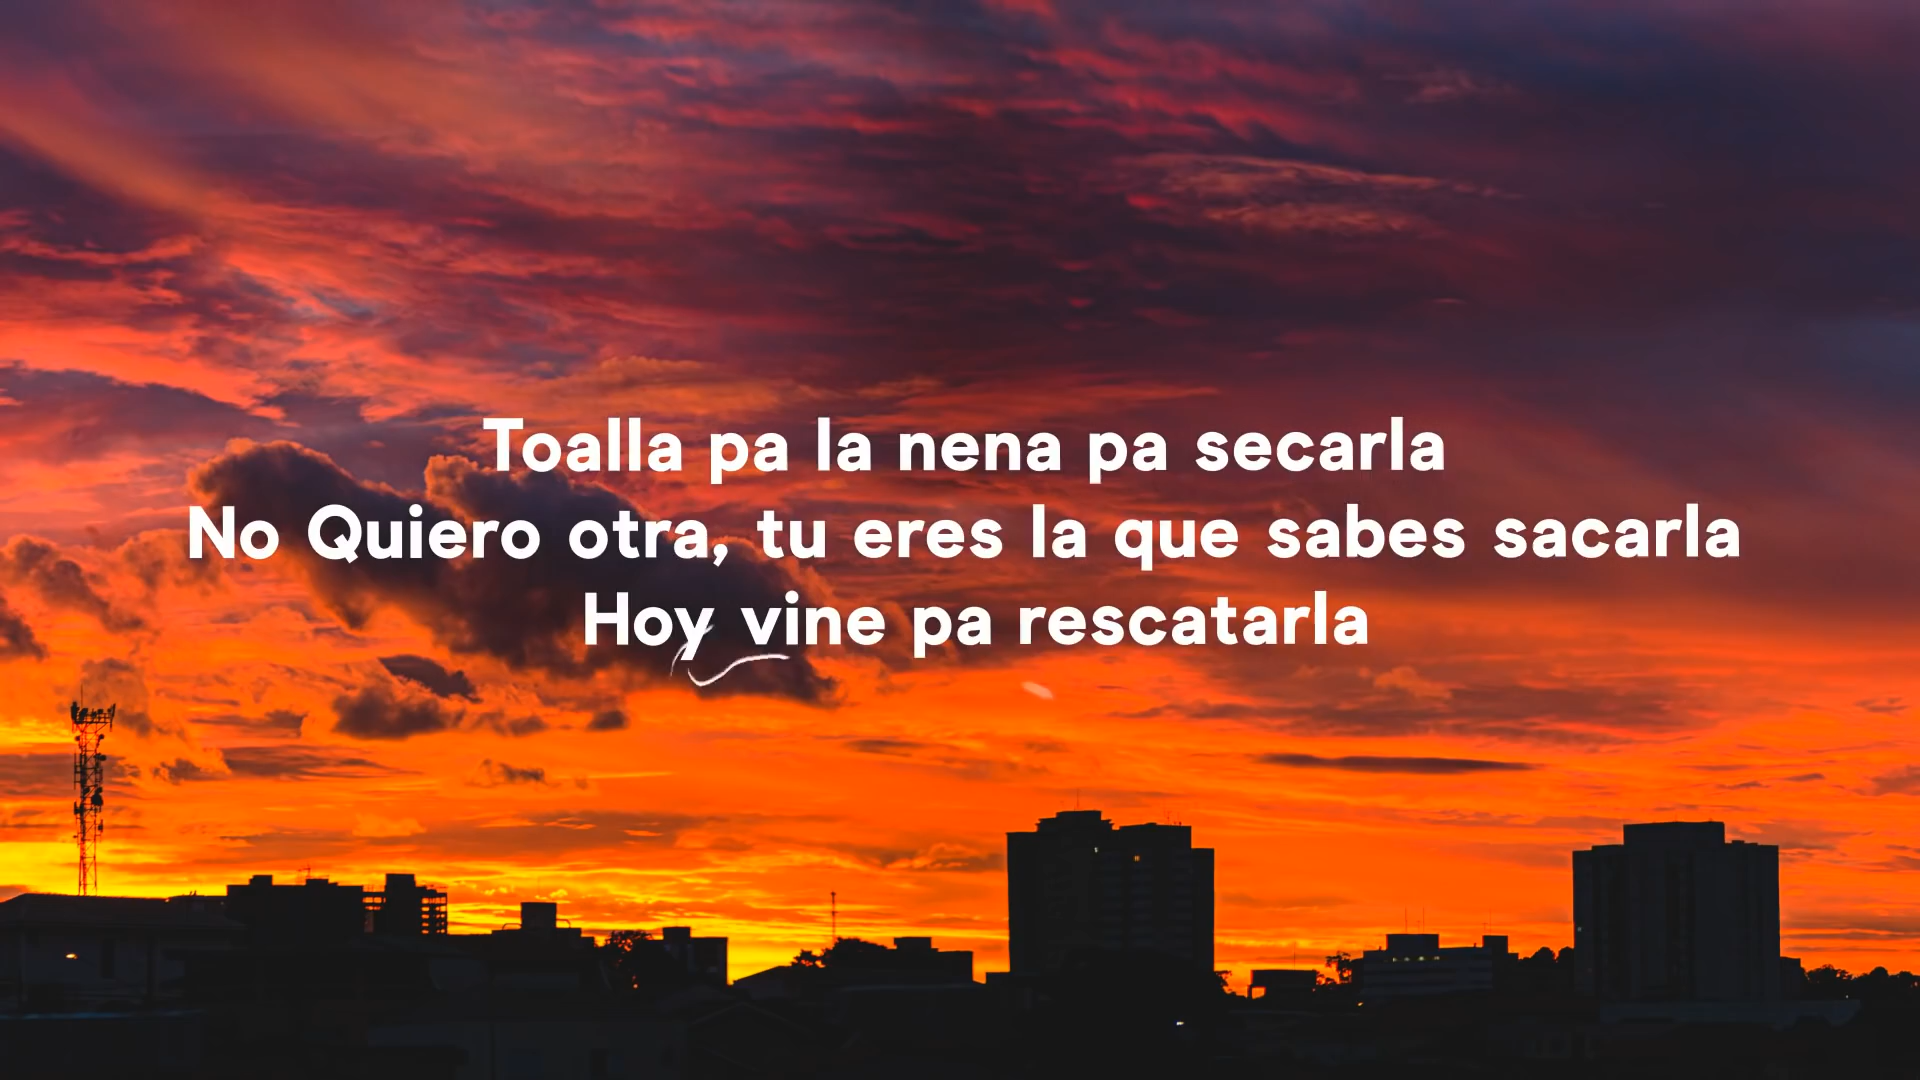 Toalla pa la nena pa secarla
No Quiero otra, tu eres la que sabes sacarla
Hoy vine pa rescatarla